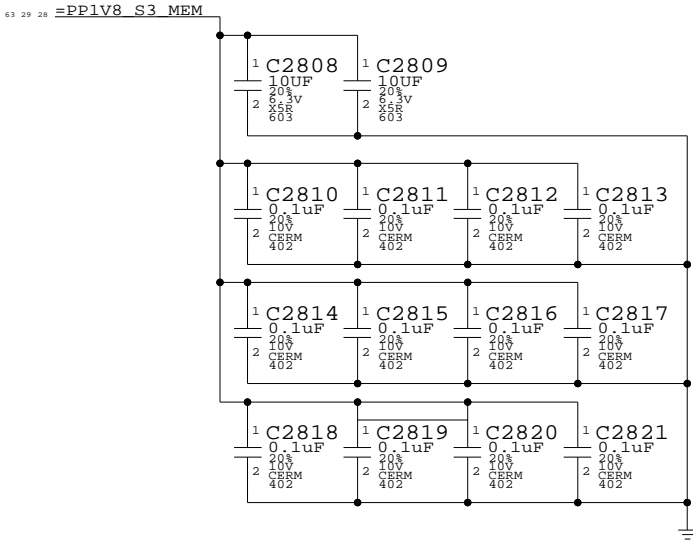 63 29 28 =PP1V8_S3_MEM
1 C2808 1 C2809
10UF 10UF
20% 20%
6.3V 6.3V
2 X5R 2 X5R
603 603
1 C2810 1 C2811 1 C2812 1 C2813
0.1uF 0.1uF 0.1uF 0.1uF
20% 20% 20% 20%
10V 10V 10V 10V
2 CERM 2 CERM 2 CERM 2 CERM
402 402 402 402
1 C2814 1 C2815 1 C2816 1 C2817
0.1uF 0.1uF 0.1uF 0.1uF
20% 20% 20% 20%
10V 10V 10V 10V
2 CERM 2 CERM 2 CERM 2 CERM
402 402 402 402
1 C2818 1 C2819 1 C2820 1 C2821
0.1uF 0.1uF 0.1uF 0.1uF
20% 20% 20% 20%
10V 10V 10V 10V
2 CERM 2 CERM 2 CERM 2 CERM
402 402 402 402